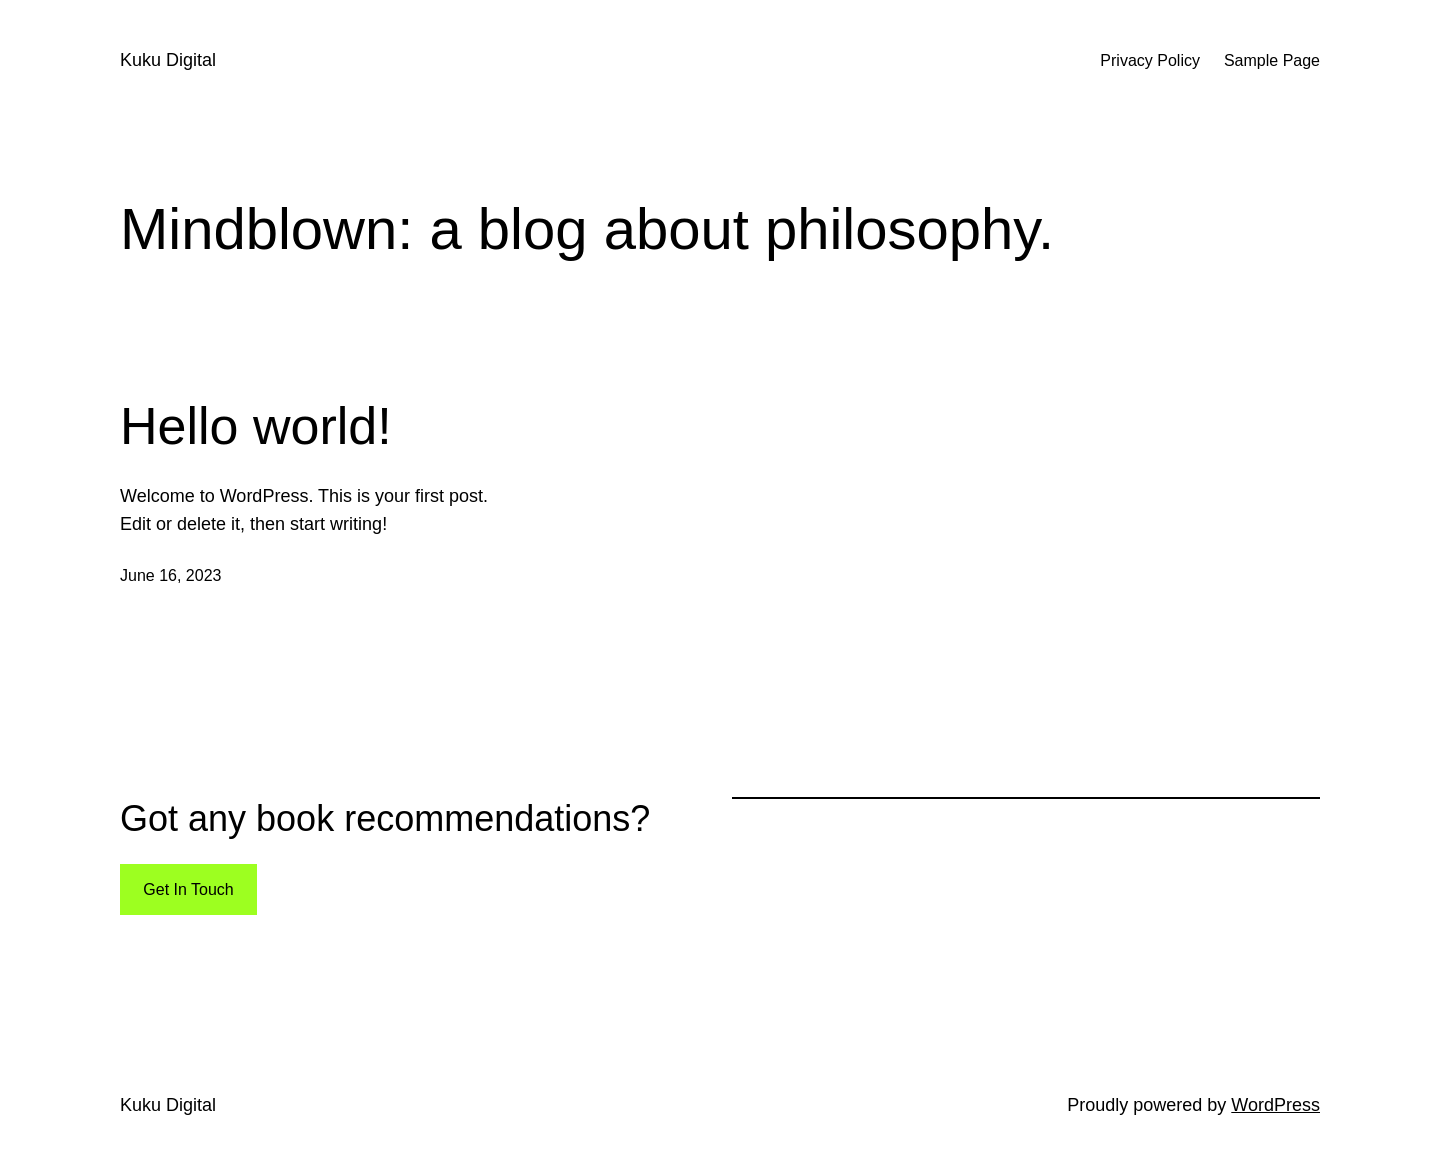 Kuku Digital
Privacy Policy
Sample Page
Mindblown: a blog about philosophy.
Hello world!
Welcome to WordPress. This is your first post.
Edit or delete it, then start writing!
June 16, 2023
Got any book recommendations?
Get In Touch
Kuku Digital
Proudly powered by WordPress